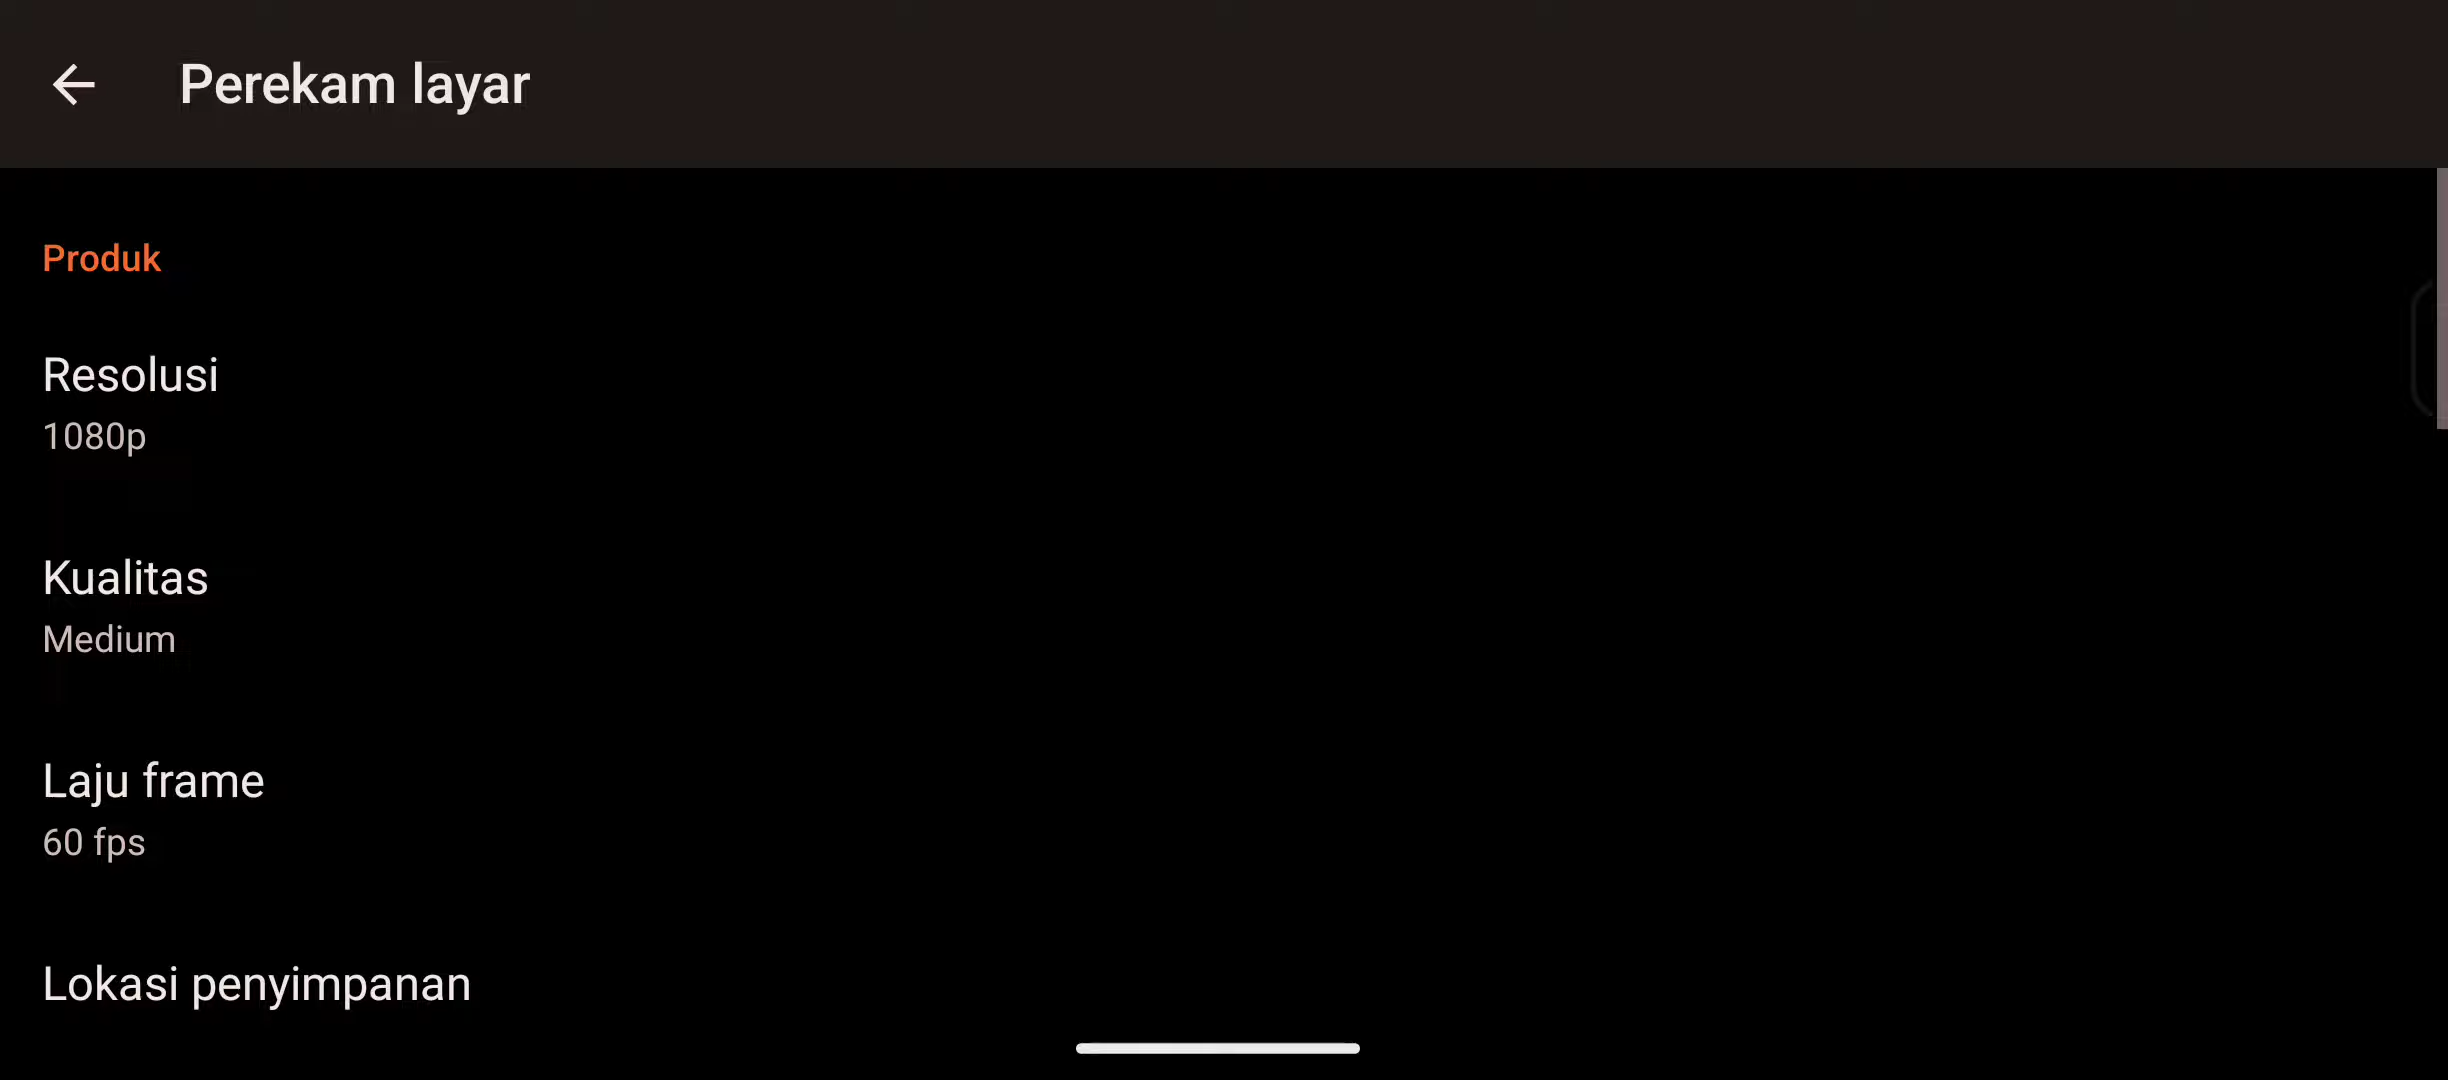 Perekam layar
Produk
Resolusi
1080p
Kualitas
Medium
Laju frame
60 fps
Lokasi penyimpanan